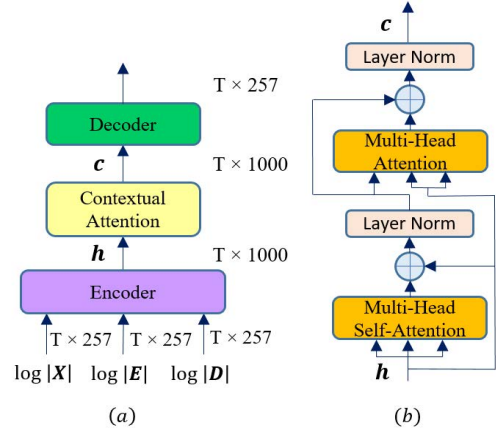 T × 257
Decoder
c
T × 1000
Contextual
Attention
h
T × 1000
Encoder
T × 257
T × 257
T × 257
log |X|
log |E|
log |D|
(a)
c
Layer Norm
Multi-Head
Attention
Layer Norm
Multi-Head
Self-Attention
h
(b)